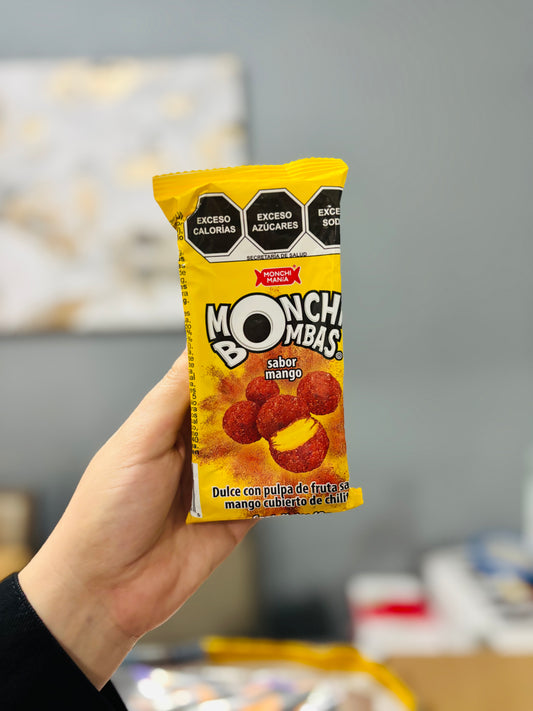 EXCESO
CALORÍAS
EXCESO
AZÚCARES
EXCE
SOD
SECRETARÍA DE SALUD
MONCHI
MANÍA
MONCHI
BOMBAS®
sabor
mango
Dulce con pulpa de fruta sa
mango cubierto de chili